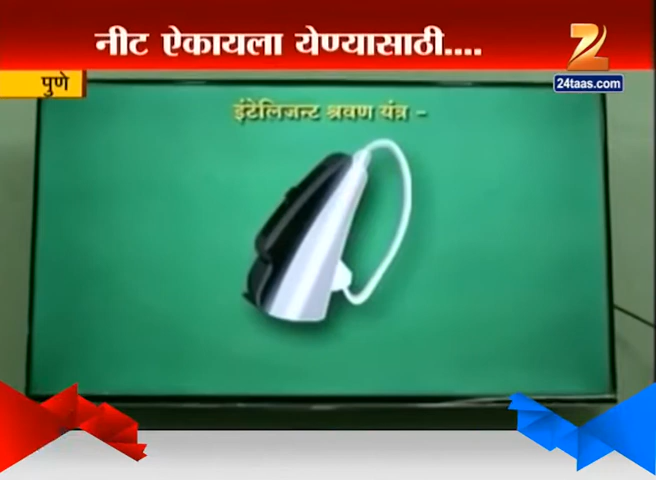 नीट ऐकायला येण्यासाठी....
24taas.com
पुणे
इंटेलिजन्ट श्रवण यंत्र -